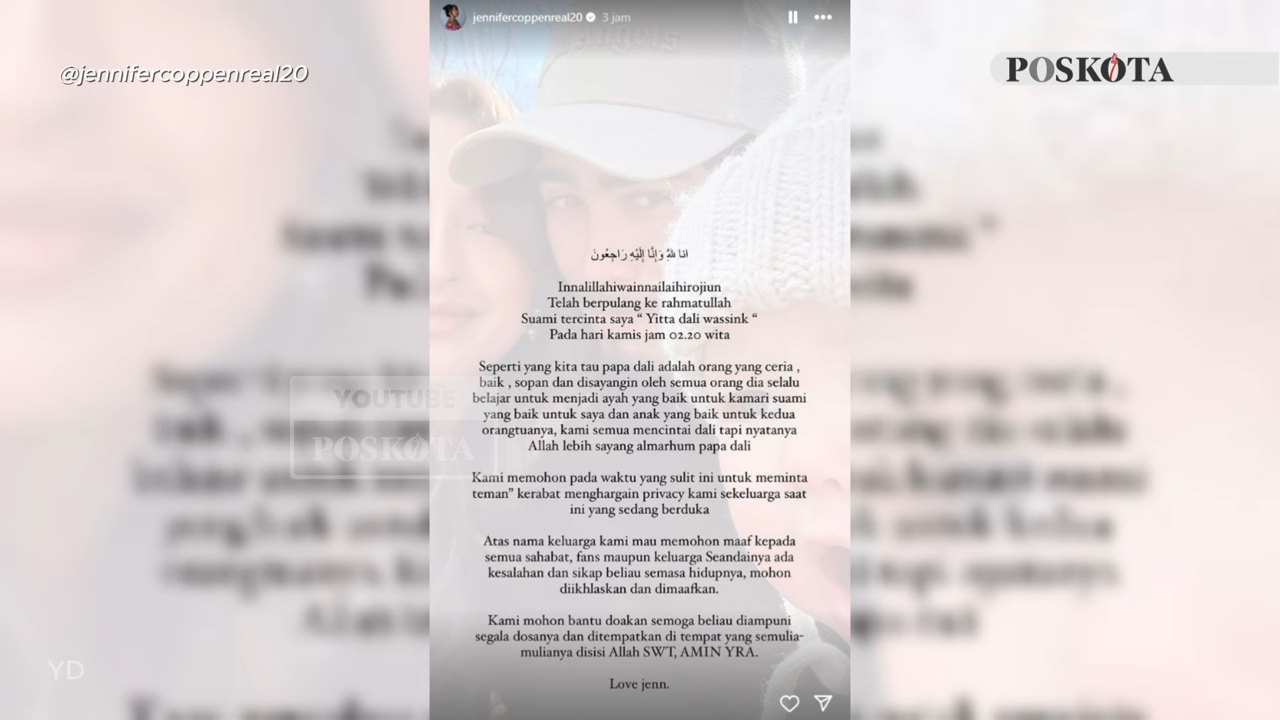 jennifercoppenreal20 3 jam
@jennifercoppenreal20
POSKOTA
Angels
انا لله وَإِنَّا إِلَيْهِ رَاجِعُونَ
Innalillahiwainnailaihirojiun
Telah berpulang ke rahmatullah
Suami tercinta saya “ Yitta dali wassink “
Pada hari kamis jam 02.20 wita
Seperti yang kita tau papa dali adalah orang yang ceria ,
baik , sopan dan disayangin oleh semua orang dia selalu
belajar untuk menjadi ayah yang baik untuk kamari suami
yang baik untuk saya dan anak yang baik untuk kedua
orangtuanya, kami semua mencintai dali tapi nyatanya
Allah lebih sayang almarhum papa dali
YOUTUBE
POSKOTA
Kami memohon pada waktu yang sulit ini untuk meminta
teman” kerabat menghargain privacy kami sekeluarga saat
ini yang sedang berduka
Atas nama keluarga kami mau memohon maaf kepada
semua sahabat, fans maupun keluarga Seandainya ada
kesalahan dan sikap beliau semasa hidupnya, mohon
diikhlaskan dan dimaafkan.
Kami mohon bantu doakan semoga beliau diampuni
segala dosanya dan ditempatkan di tempat yang semulia-
mulianya disisi Allah SWT, AMIN YRA.
Love jenn.
YD